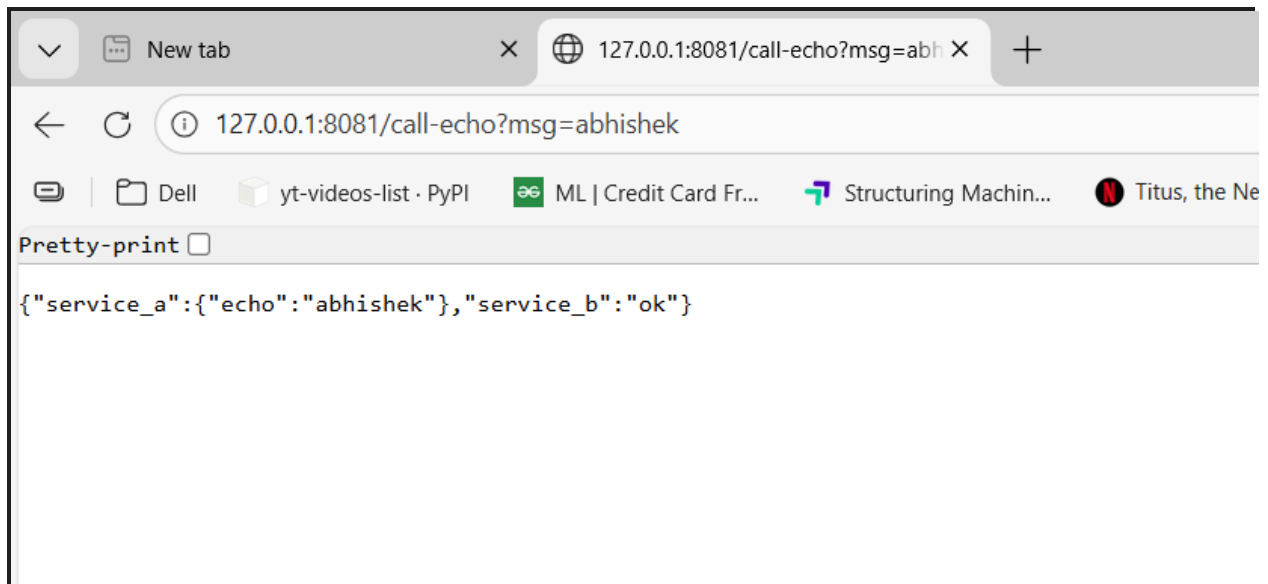 New tab
127.0.0.1:8081/call-echo?msg=abh
127.0.0.1:8081/call-echo?msg=abhishek
Dell yt-videos-list · PyPI ML | Credit Card Fr... Structuring Machin... N Titus, the Ne
Pretty-print
{"service_a":{"echo":"abhishek"},"service_b":"ok"}